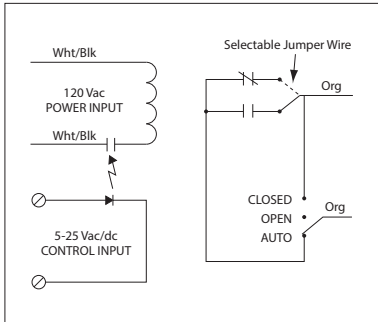 Wht/Blk
120 Vac
POWER INPUT
Wht/Blk
5-25 Vac/dc
CONTROL INPUT
Selectable Jumper Wire
Org
CLOSED
OPEN
AUTO
Org